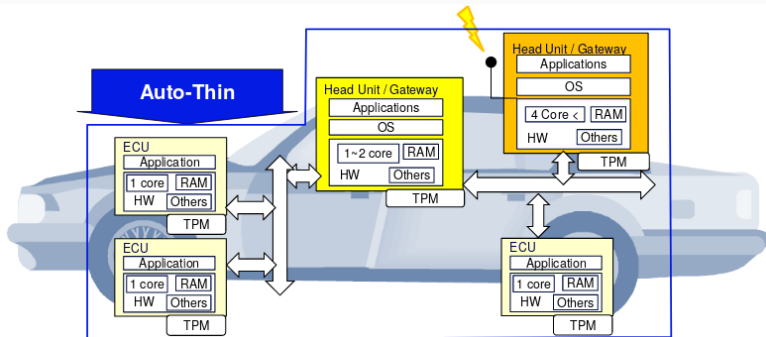 Auto-Thin
Head Unit / Gateway
Applications
OS
4 Core < RAM
HW Others
TPM
Head Unit / Gateway
Applications
OS
1~2 core RAM
HW Others
TPM
ECU
Application
1 core RAM
HW Others
TPM
ECU
Application
1 core RAM
HW Others
TPM
ECU
Application
1 core RAM
HW Others
TPM